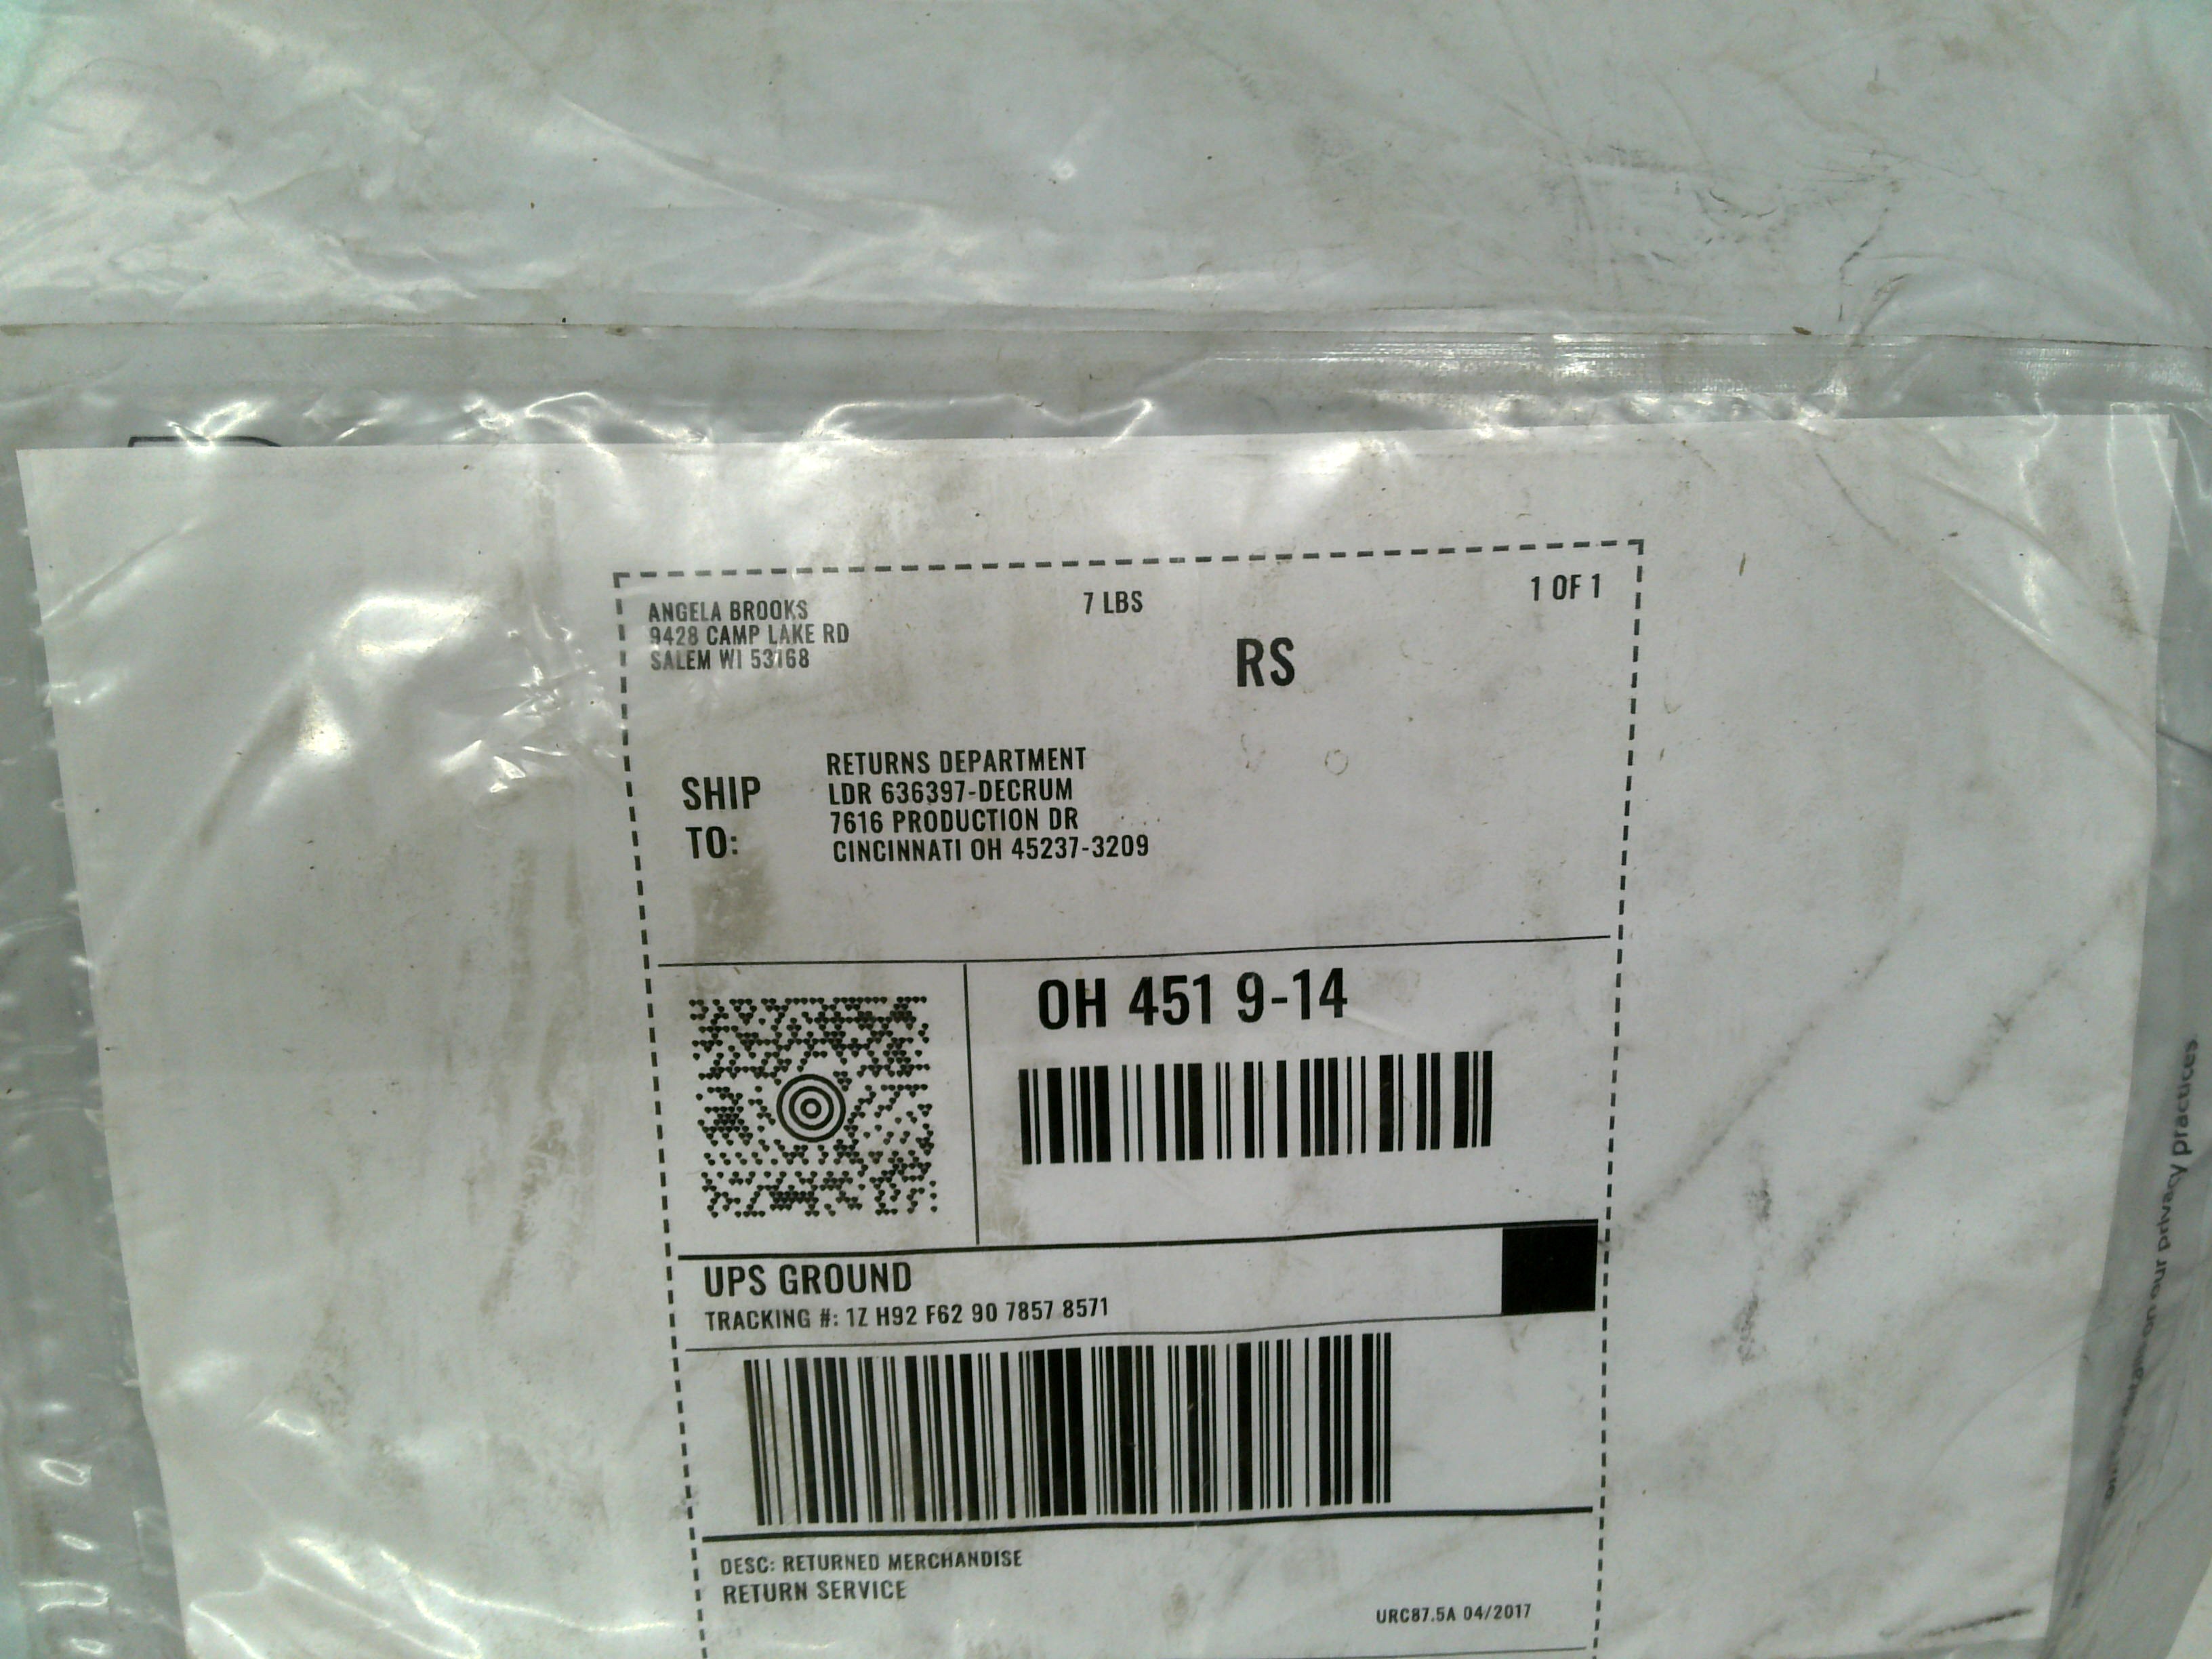 ANGELA BROOKS
9428 CAMP LAKE RD
SALEM WI 53168
7 LBS
1 OF 1
RS
SHIP
TO:
RETURNS DEPARTMENT
LDR 636397-DECRUM
7616 PRODUCTION DR
CINCINNATI OH 45237-3209
OH 451 9-14
UPS GROUND
TRACKING #: 1Z H92 F62 90 7857 8571
DESC: RETURNED MERCHANDISE
RETURN SERVICE
URC87.5A 04/2017
on our privacy practices.